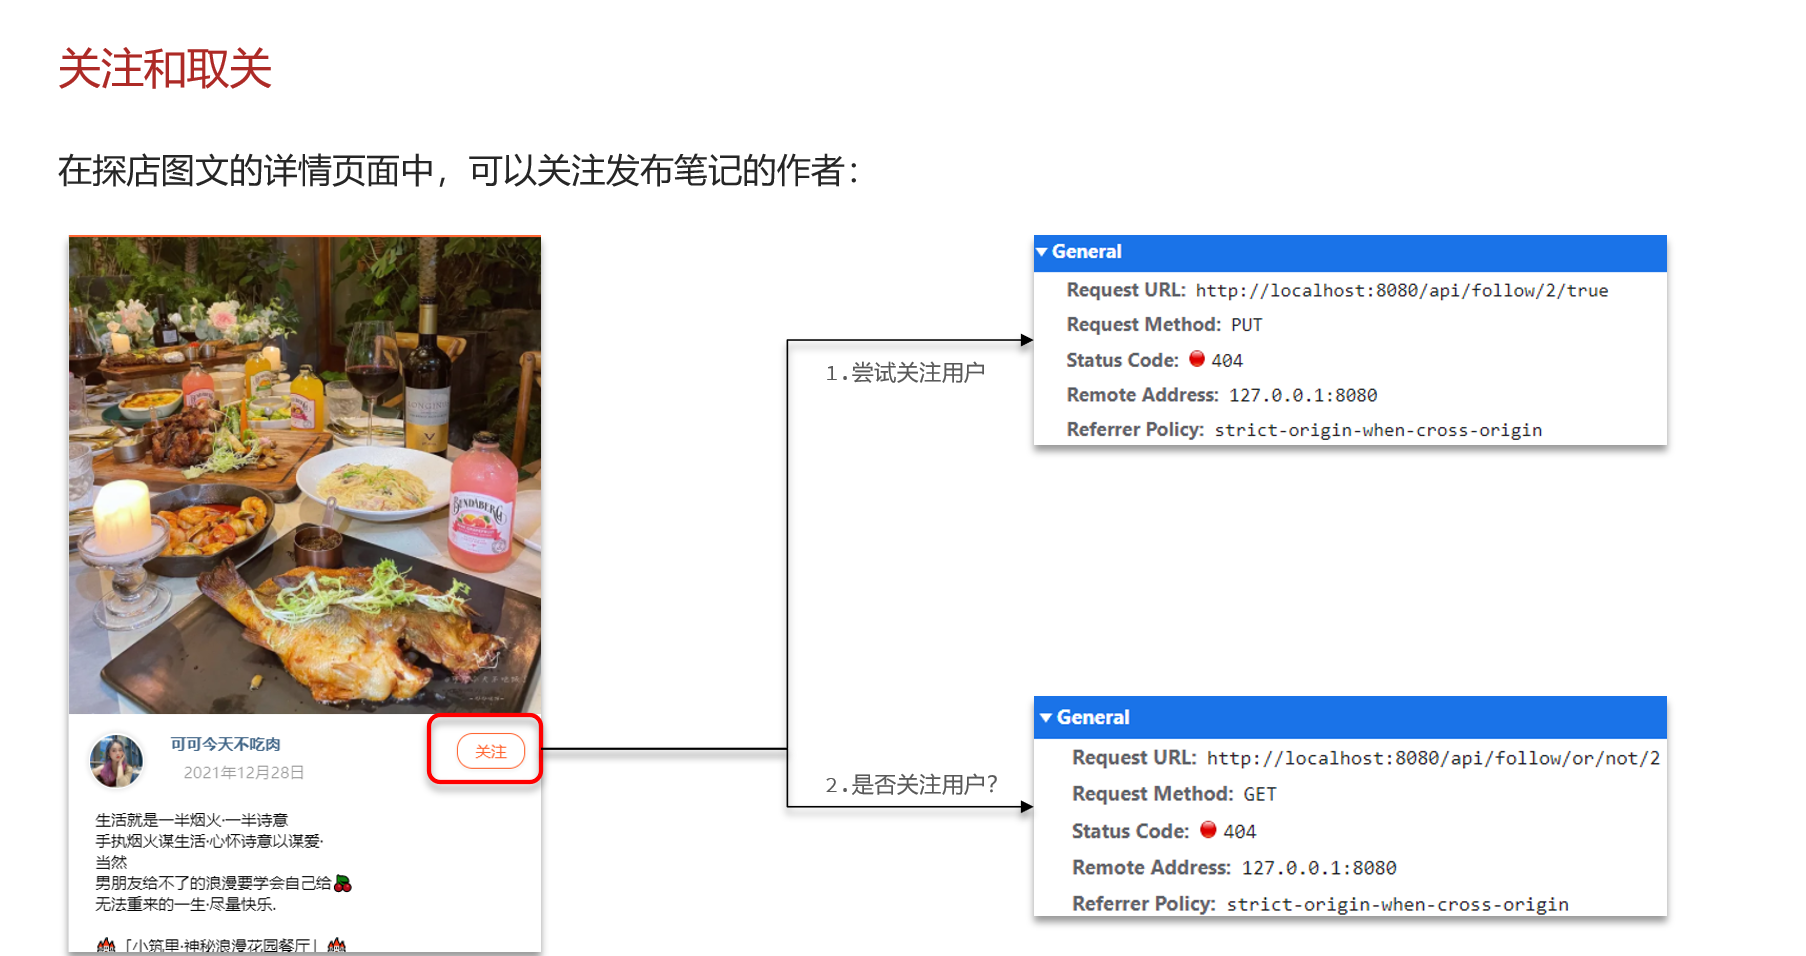 关注和取关
在探店图文的详情页面中，可以关注发布笔记的作者：
BUNDABERG
可可今天不吃肉
2021年12月28日
关注
生活就是一半烟火·一半诗意
手执烟火谋生活·心怀诗意以谋爱·
当然
男朋友给不了的浪漫要学会自己给🍒
无法重来的一生·尽量快乐.
「小筑里·神秘浪漫花园餐厅」
1.尝试关注用户
General
Request URL: http://localhost:8080/api/follow/2/true
Request Method: PUT
Status Code: 404
Remote Address: 127.0.0.1:8080
Referrer Policy: strict-origin-when-cross-origin
2.是否关注用户?
General
Request URL: http://localhost:8080/api/follow/or/not/2
Request Method: GET
Status Code: 404
Remote Address: 127.0.0.1:8080
Referrer Policy: strict-origin-when-cross-origin